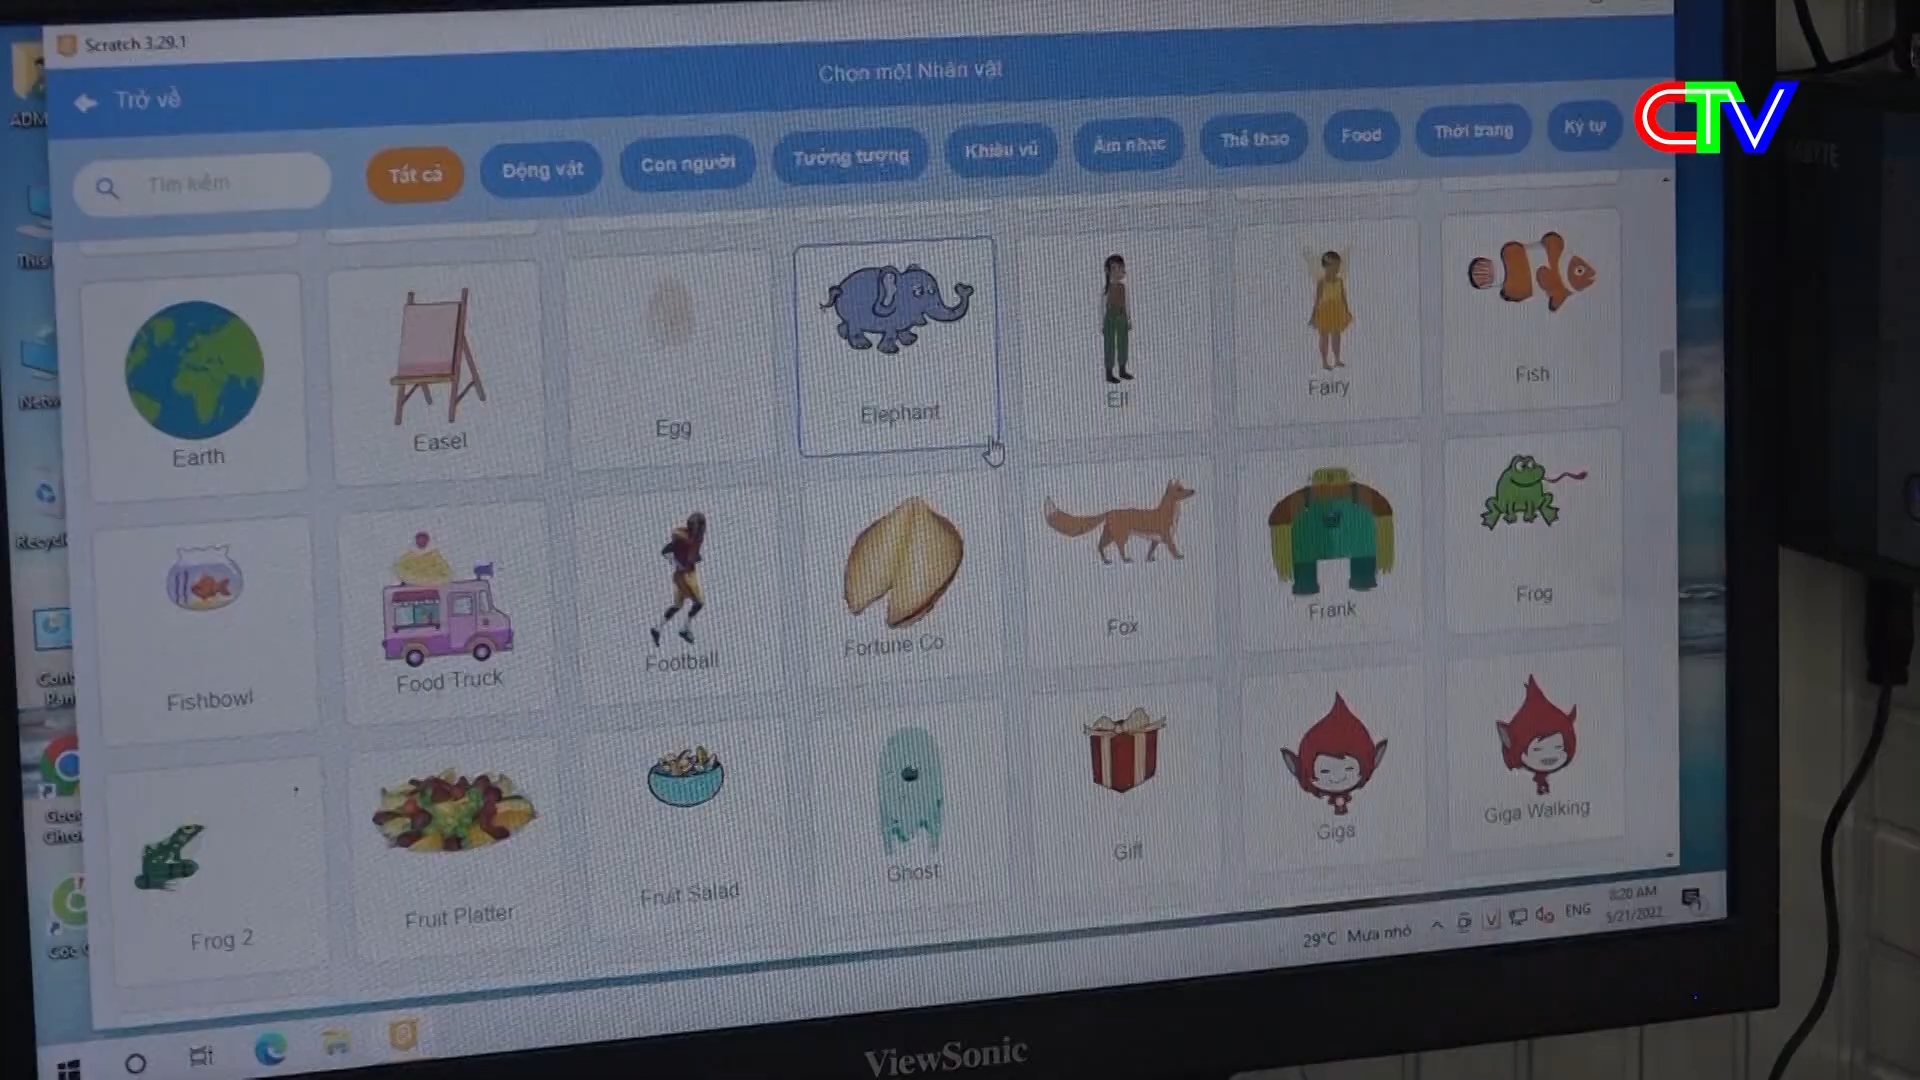 Scratch 3.29.1
Chọn một Nhân vật
Trở về
CTV
Tìm kiếm
Tất cả
Động vật
Con người
Tưởng tượng
Khiêu vũ
Âm nhạc
Thể thao
Food
Thời trang
Ký tự
Earth
Easel
Egg
Elephant
Elf
Fairy
Fish
Fishbowl
Food Truck
Football
Fortune Co
Fox
Frank
Frog
Frog 2
Fruit Platter
Fruit Salad
Ghost
Gift
Giga
Giga Walking
29°C Mưa nhỏ
ENG
8:20 AM
5/21/2022
ViewSonic